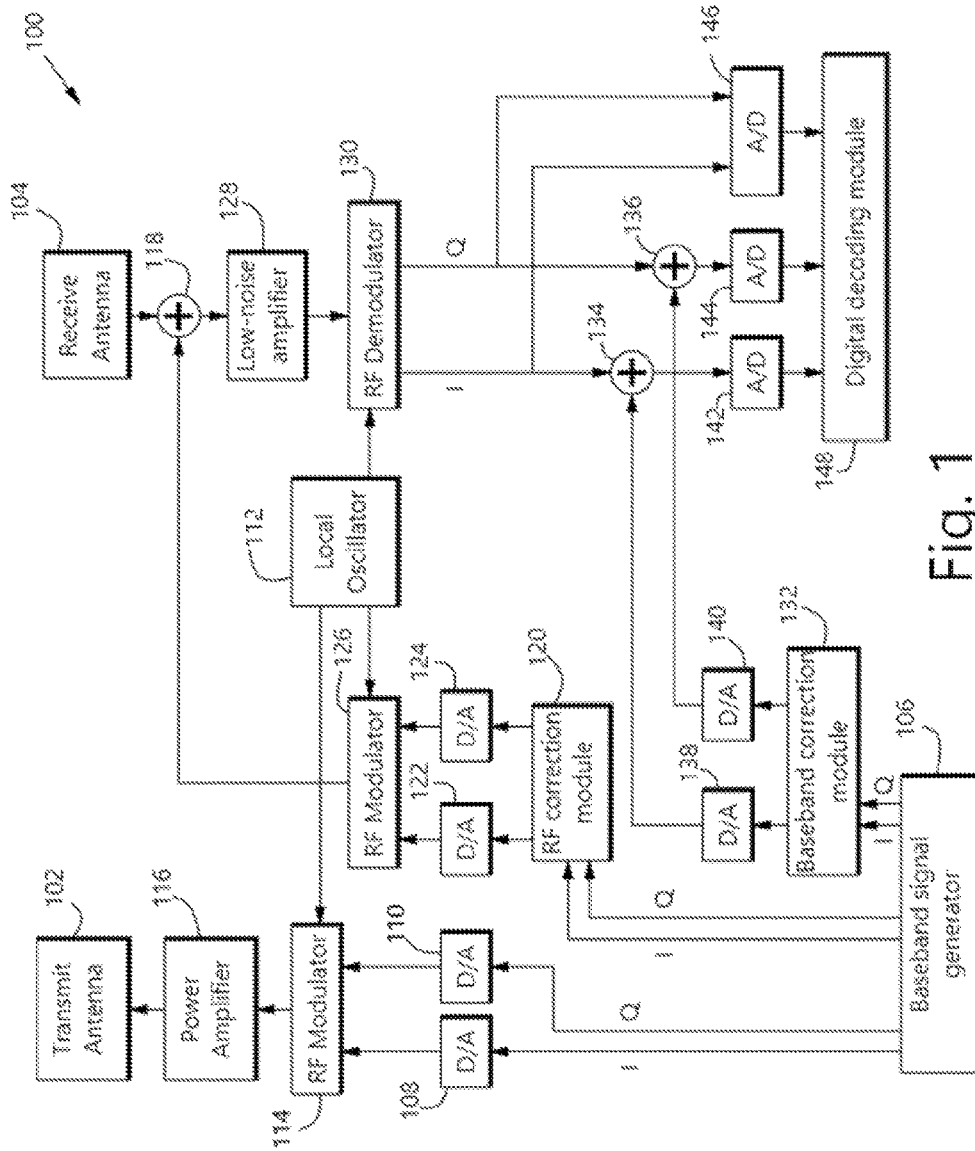 100
102
Transmit
Antenna
104
Receive
Antenna
116
Power
Amplifier
118
+
128
Low-noise
amplifier
112
Local
Oscillator
114
RF Modulator
126
RF Modulator
130
RF Demodulator
I
Q
108
D/A
110
D/A
122
D/A
124
D/A
120
RF correction
module
134
+
136
+
138
D/A
140
D/A
142
A/D
144
A/D
146
A/D
132
Baseband correction
module
148
Digital decoding module
I
Q
I
Q
I
Q
106
Baseband signal
generator
Fig. 1